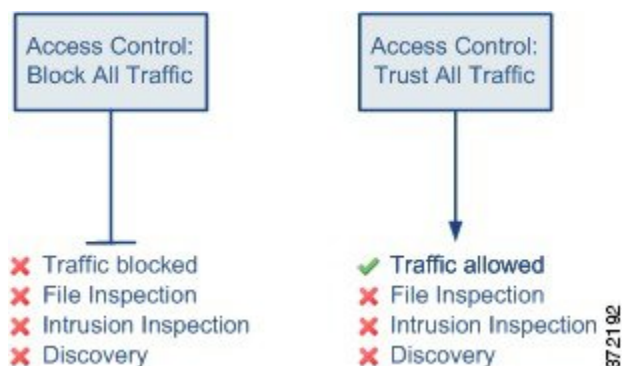 Access Control:
Block All Traffic
Traffic blocked
File Inspection
Intrusion Inspection
Discovery
Access Control:
Trust All Traffic
Traffic allowed
File Inspection
Intrusion Inspection
Discovery
372192